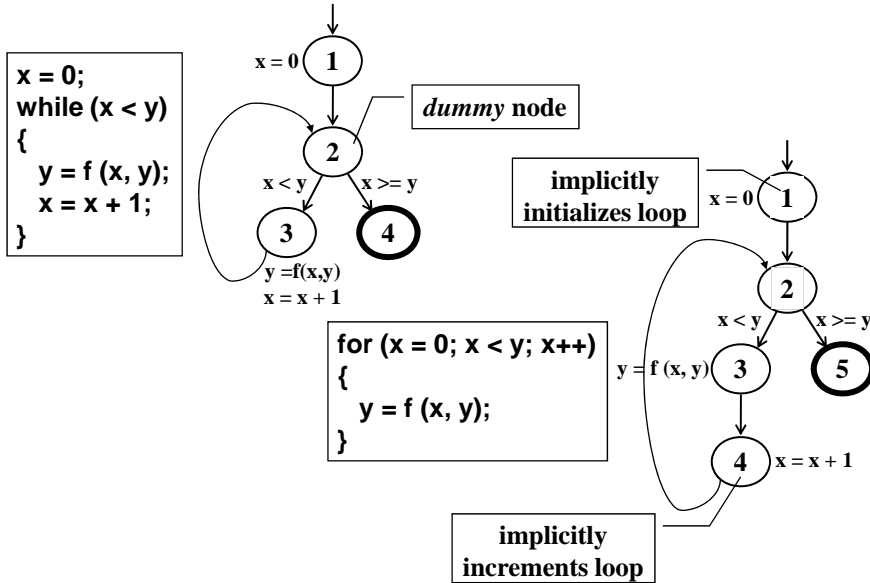 x = 0;
while (x < y)
{
y = f (x, y);
x = x + 1;
}
x = 0
1
dummy node
2
x < y
x >= y
3
4
y =f(x,y)
x = x + 1
implicitly
initializes loop
x = 0
1
2
x < y
x >= y
for (x = 0; x < y; x++)
{
y = f (x, y);
}
y = f (x, y)
3
5
4
x = x + 1
implicitly
increments loop